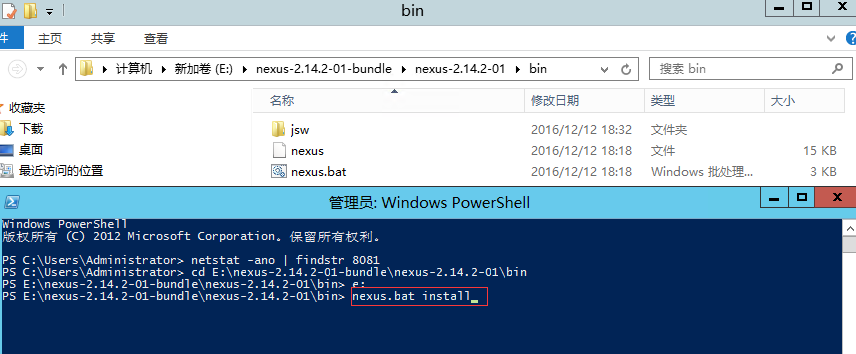 bin
主页 共享 查看
计算机 新加卷 (E:) nexus-2.14.2-01-bundle nexus-2.14.2-01 bin 搜索 bin
名称 修改日期 类型 大小
收藏夹
下载
桌面
最近访问的位置
jsw 2016/12/12 18:32 文件夹
nexus 2016/12/12 18:18 文件 15 KB
nexus.bat 2016/12/12 18:18 Windows 批处理... 3 KB
管理员: Windows PowerShell
Windows PowerShell
版权所有 (C) 2012 Microsoft Corporation。保留所有权利。
PS C:\Users\Administrator> netstat -ano | findstr 8081
PS C:\Users\Administrator> cd E:\nexus-2.14.2-01-bundle\nexus-2.14.2-01\bin
PS E:\nexus-2.14.2-01-bundle\nexus-2.14.2-01\bin> e:
PS E:\nexus-2.14.2-01-bundle\nexus-2.14.2-01\bin> nexus.bat install